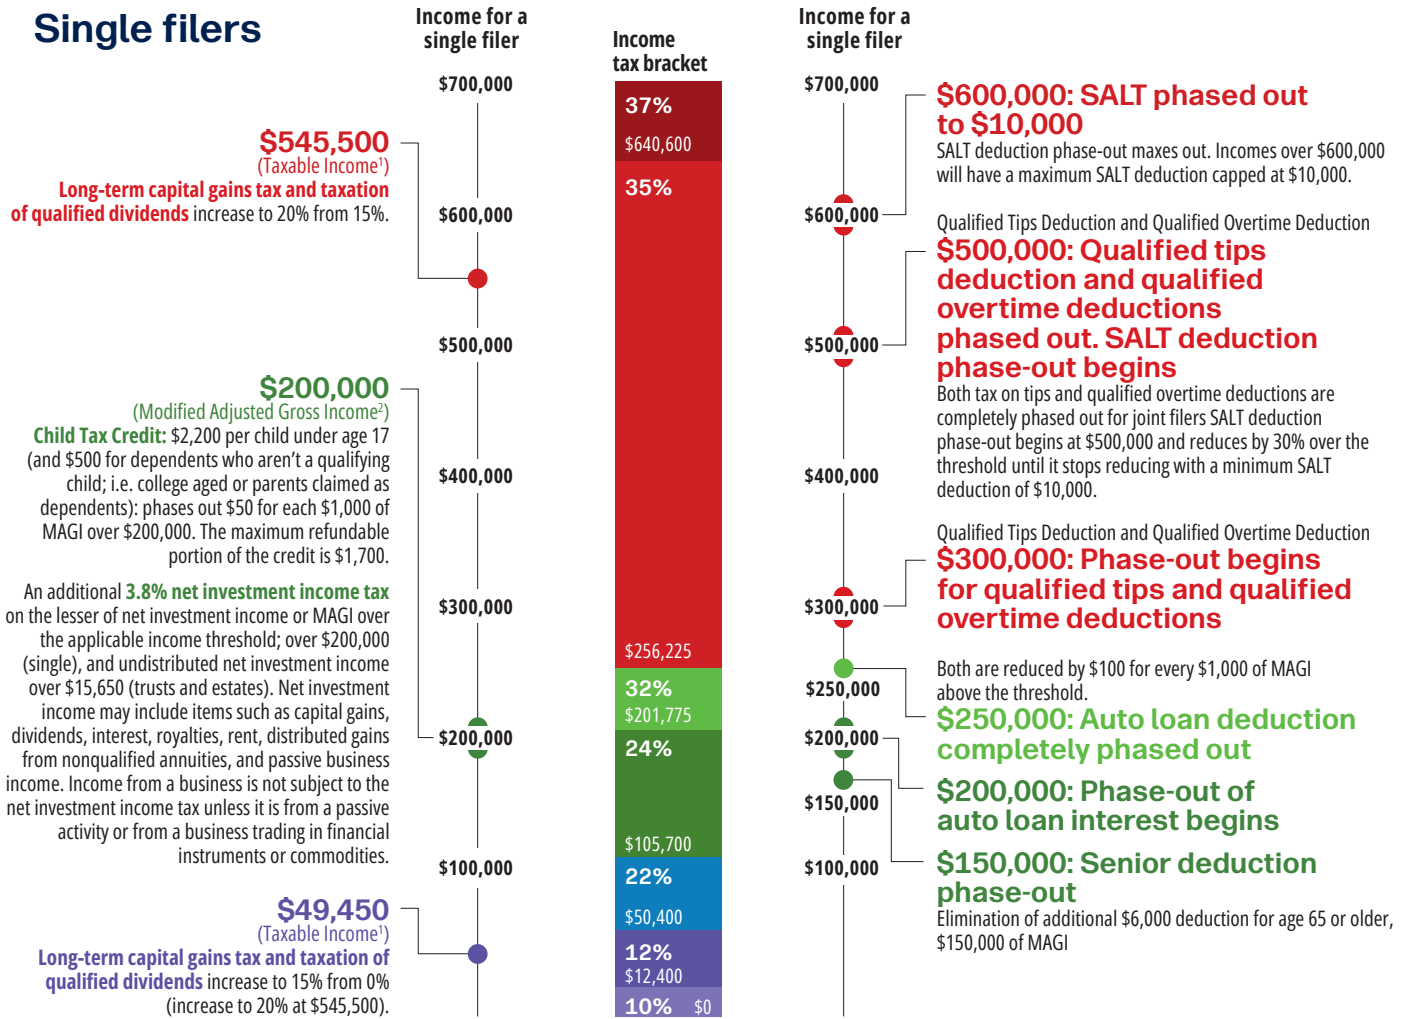 Single filers
Income for a
single filer
$700,000
$600,000
$500,000
$400,000
$300,000
$200,000
$100,000
$545,500
(Taxable Income¹)
Long-term capital gains tax and taxation
of qualified dividends increase to 20% from 15%.
$200,000
(Modified Adjusted Gross Income²)
Child Tax Credit: $2,200 per child under age 17
(and $500 for dependents who aren’t a qualifying
child; i.e. college aged or parents claimed as
dependents): phases out $50 for each $1,000 of
MAGI over $200,000. The maximum refundable
portion of the credit is $1,700.
An additional 3.8% net investment income tax
on the lesser of net investment income or MAGI over
the applicable income threshold; over $200,000
(single), and undistributed net investment income
over $15,650 (trusts and estates). Net investment
income may include items such as capital gains,
dividends, interest, royalties, rent, distributed gains
from nonqualified annuities, and passive business
income. Income from a business is not subject to the
net investment income tax unless it is from a passive
activity or from a business trading in financial
instruments or commodities.
$49,450
(Taxable Income¹)
Long-term capital gains tax and taxation of
qualified dividends increase to 15% from 0%
(increase to 20% at $545,500).
Income
tax bracket
37%
$640,600
35%
$256,225
32%
$201,775
24%
$105,700
22%
$50,400
12%
$12,400
10% $0
Income for a
single filer
$700,000
$600,000
$500,000
$400,000
$300,000
$250,000
$200,000
$150,000
$100,000
$600,000: SALT phased out
to $10,000
SALT deduction phase-out maxes out. Incomes over $600,000
will have a maximum SALT deduction capped at $10,000.
Qualified Tips Deduction and Qualified Overtime Deduction
$500,000: Qualified tips
deduction and qualified
overtime deductions
phased out. SALT deduction
phase-out begins
Both tax on tips and qualified overtime deductions are
completely phased out for joint filers SALT deduction
phase-out begins at $500,000 and reduces by 30% over the
threshold until it stops reducing with a minimum SALT
deduction of $10,000.
Qualified Tips Deduction and Qualified Overtime Deduction
$300,000: Phase-out begins
for qualified tips and qualified
overtime deductions
Both are reduced by $100 for every $1,000 of MAGI
above the threshold.
$250,000: Auto loan deduction
completely phased out
$200,000: Phase-out of
auto loan interest begins
$150,000: Senior deduction
phase-out
Elimination of additional $6,000 deduction for age 65 or older,
$150,000 of MAGI